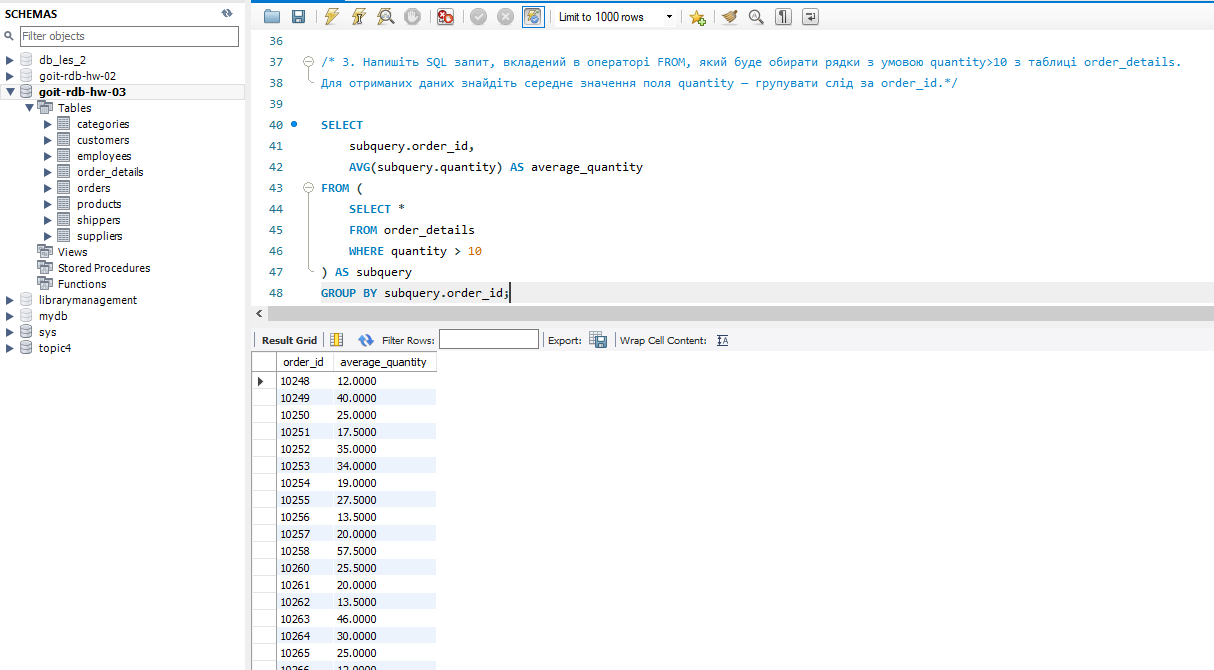 SCHEMAS
Filter objects
db_les_2
goit-rdb-hw-02
goit-rdb-hw-03
Tables
categories
customers
employees
order_details
orders
products
shippers
suppliers
Views
Stored Procedures
Functions
librarymanagement
mydb
sys
topic4
Limit to 1000 rows
36
37 /* 3. Напишіть SQL запит, вкладений в операторі FROM, який буде обирати рядки з умовою quantity>10 з таблиці order_details.
38 Для отриманих даних знайдіть середнє значення поля quantity — групувати слід за order_id.*/
39
40 SELECT
41 subquery.order_id,
42 AVG(subquery.quantity) AS average_quantity
43 FROM (
44 SELECT *
45 FROM order_details
46 WHERE quantity > 10
47 ) AS subquery
48 GROUP BY subquery.order_id;
Result Grid Filter Rows: Export: Wrap Cell Content:
order_id average_quantity
10248 12.0000
10249 40.0000
10250 25.0000
10251 17.5000
10252 35.0000
10253 34.0000
10254 19.0000
10255 27.5000
10256 13.5000
10257 20.0000
10258 57.5000
10260 25.5000
10261 20.0000
10262 13.5000
10263 46.0000
10264 30.0000
10265 25.0000
10266 12.0000